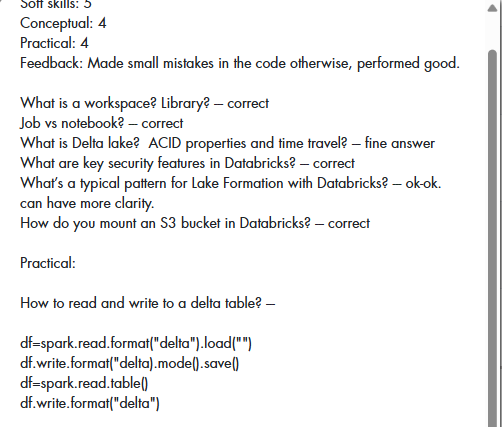 Soft skills: 5
Conceptual: 4
Practical: 4
Feedback: Made small mistakes in the code otherwise, performed good.
What is a workspace? Library? – correct
Job vs notebook? – correct
What is Delta lake?  ACID properties and time travel? – fine answer
What are key security features in Databricks? – correct
What's a typical pattern for Lake Formation with Databricks? – ok-ok.
can have more clarity.
How do you mount an S3 bucket in Databricks? – correct
Practical:
How to read and write to a delta table? –
df=spark.read.format("delta").load("")
df.write.format("delta).mode().save()
df=spark.read.table()
df.write.format("delta")